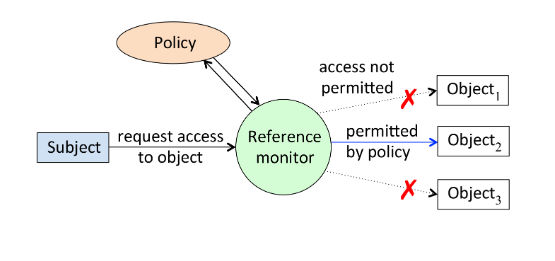 Policy
access not
permitted
Object1
Subject
request access
to object
Reference
monitor
permitted
by policy
Object2
Object3